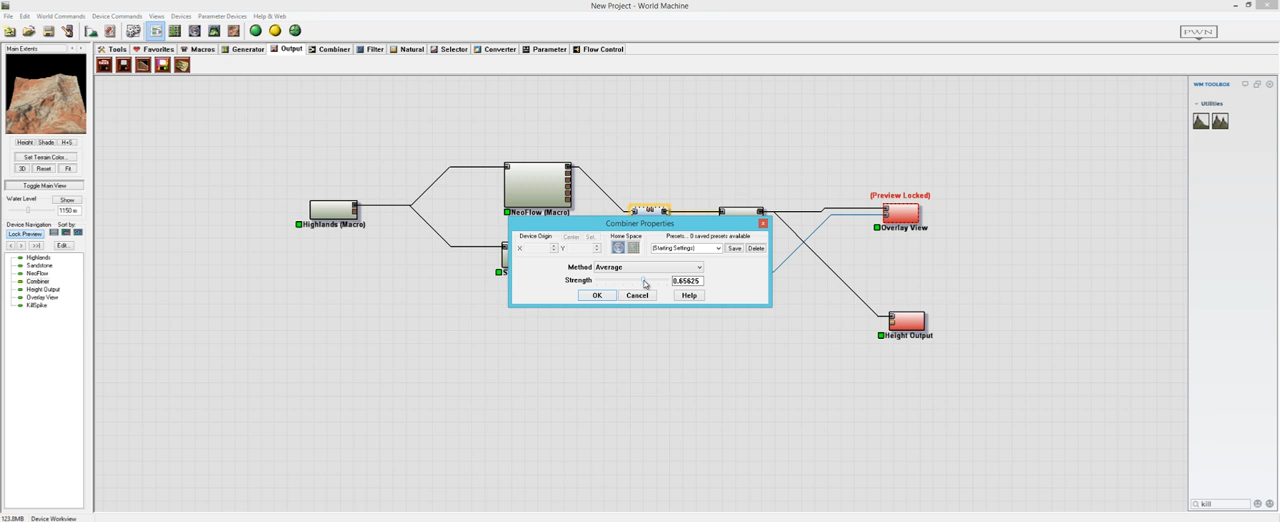 New Project - World Machine
File Edit World Commands Device Commands Views Devices Parameter Devices Help & Web
PWN
Main Extents
Tools Favorites Macros Generator Output Combiner Filter Natural Selector Converter Parameter Flow Control
WM TOOLBOX
Utilities
Height Shade H+S
Set Terrain Color...
3D Reset Fit
Toggle Main View
Water Level Show
1150 m
Device Navigation Sort by:
Lock Preview Edit...
Highlands
Sandstone
NeoFlow
Combiner
Height Output
Overlay View
KillSpike
Highlands (Macro)
NeoFlow (Macro)
(Preview Locked)
Overlay View
Height Output
Combiner Properties
Device Origin Center Set.. Home Space Presets... 0 saved presets available
X Y (Starting Settings) Save Delete
Method Average
Strength 0.65625
OK Cancel Help
kill
123.8MB Device Workview